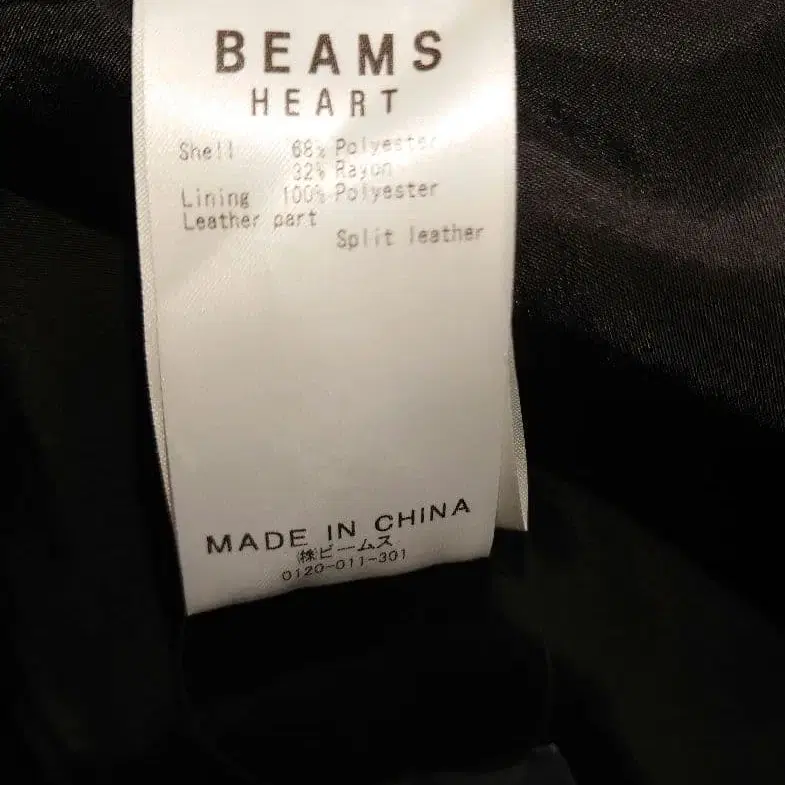 BEAMS
HEART
Shell 68% Polyester
32% Rayon
Lining 100% Polyester
Leather part
Split leather
MADE IN CHINA
㈱ビームス
0120-011-301